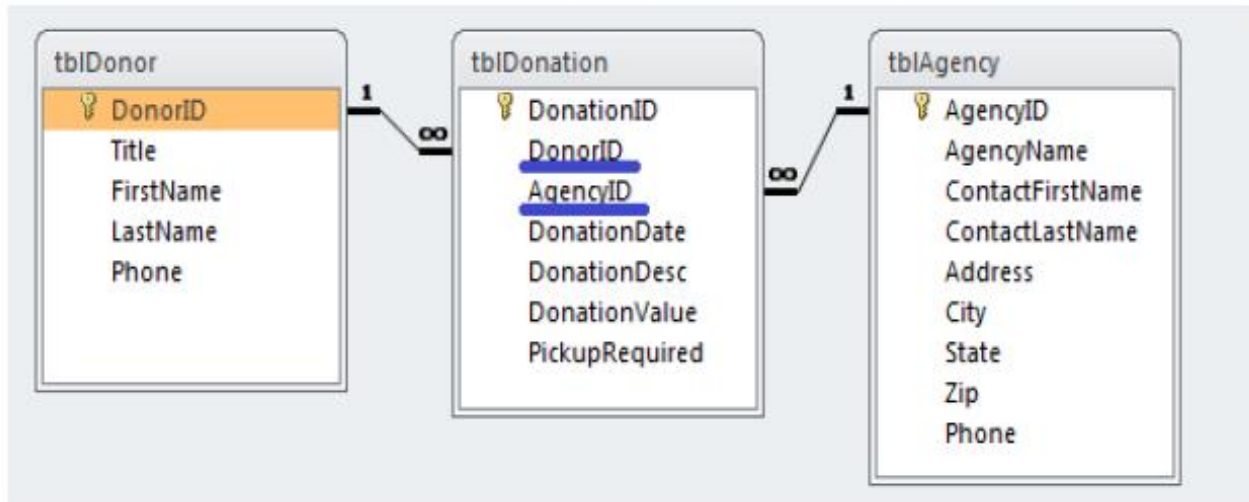 tblDonor
DonorID
Title
FirstName
LastName
Phone
1
∞
tblDonation
DonationID
DonorID
AgencyID
DonationDate
DonationDesc
DonationValue
PickupRequired
∞
1
tblAgency
AgencyID
AgencyName
ContactFirstName
ContactLastName
Address
City
State
Zip
Phone